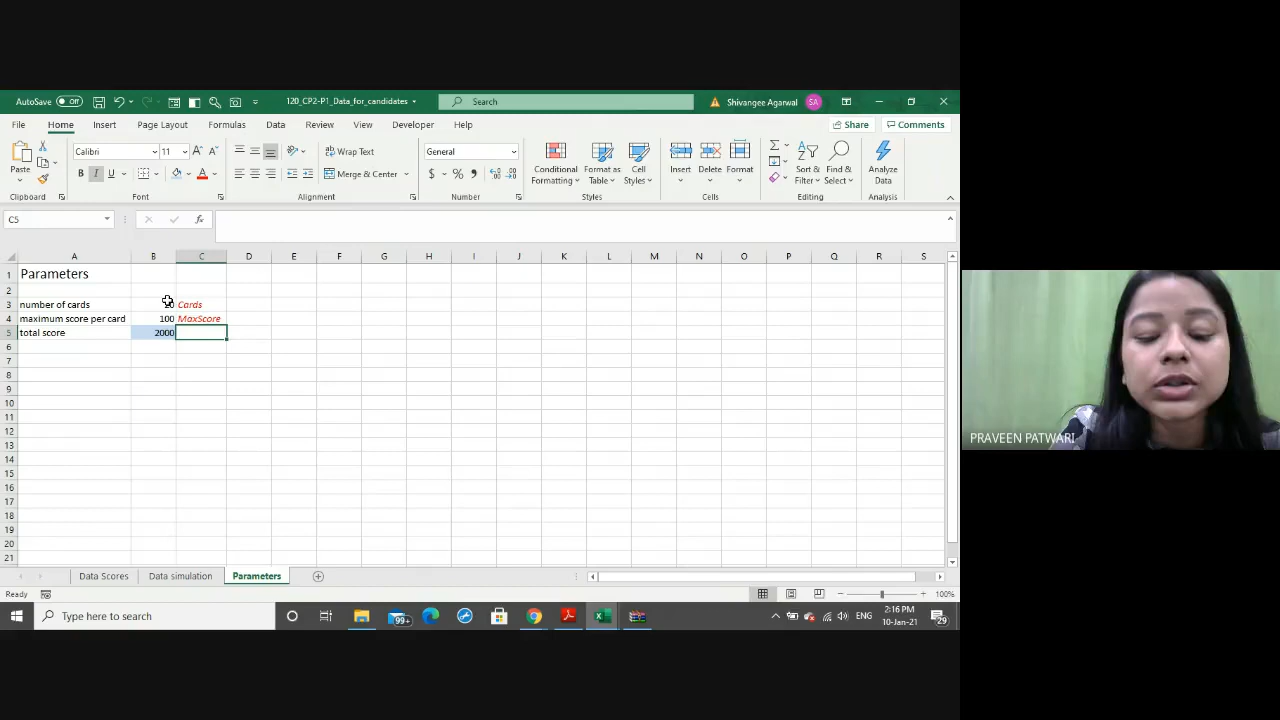 AutoSave Off 120_CP2-P1_Data_for_candidates Search Shivangee Agarwal SA
File Home Insert Page Layout Formulas Data Review View Developer Help Share Comments
Paste Calibri 11 Wrap Text General Conditional Formatting Format as Table Cell Styles Insert Delete Format Sort & Filter Find & Select Analyze Data
B I U Merge & Center
Clipboard Font Alignment Number Styles Cells Editing Analysis
C5 fx
A B C D E F G H I J K L M N O P Q R S
1 Parameters
2
3 number of cards Cards
4 maximum score per card 100 MaxScore
5 total score 2000
6
7
8
9
10
11
12
13
14
15
16
17
18
19
20
21
Data Scores Data simulation Parameters
Ready 100%
Type here to search 99+ ENG 2:16 PM
10-Jan-21 29
PRAVEEN PATWARI